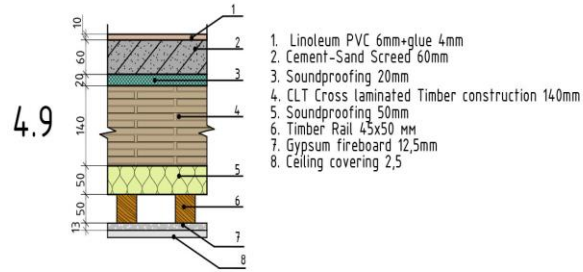 4.9
10
60
20
140
50
50
13
1
2
3
4
5
6
7
8
1. Linoleum PVC 6mm+glue 4mm
2. Cement-Sand Screed 60mm
3. Soundproofing 20mm
4. CLT Cross laminated Timber construction 140mm
5. Soundproofing 50mm
6. Timber Rail 45x50 мм
7. Gypsum fireboard 12,5mm
8. Ceiling covering 2,5